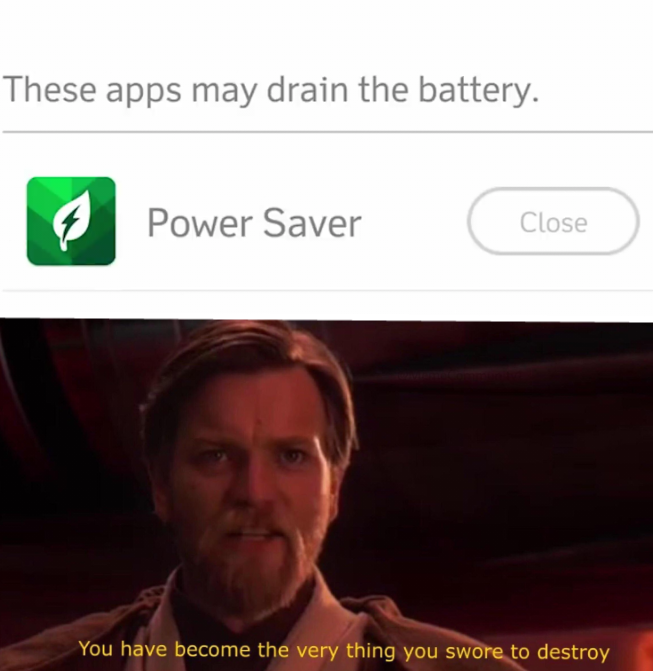 These apps may drain the battery.
Power Saver
Close
You have become the very thing you swore to destroy